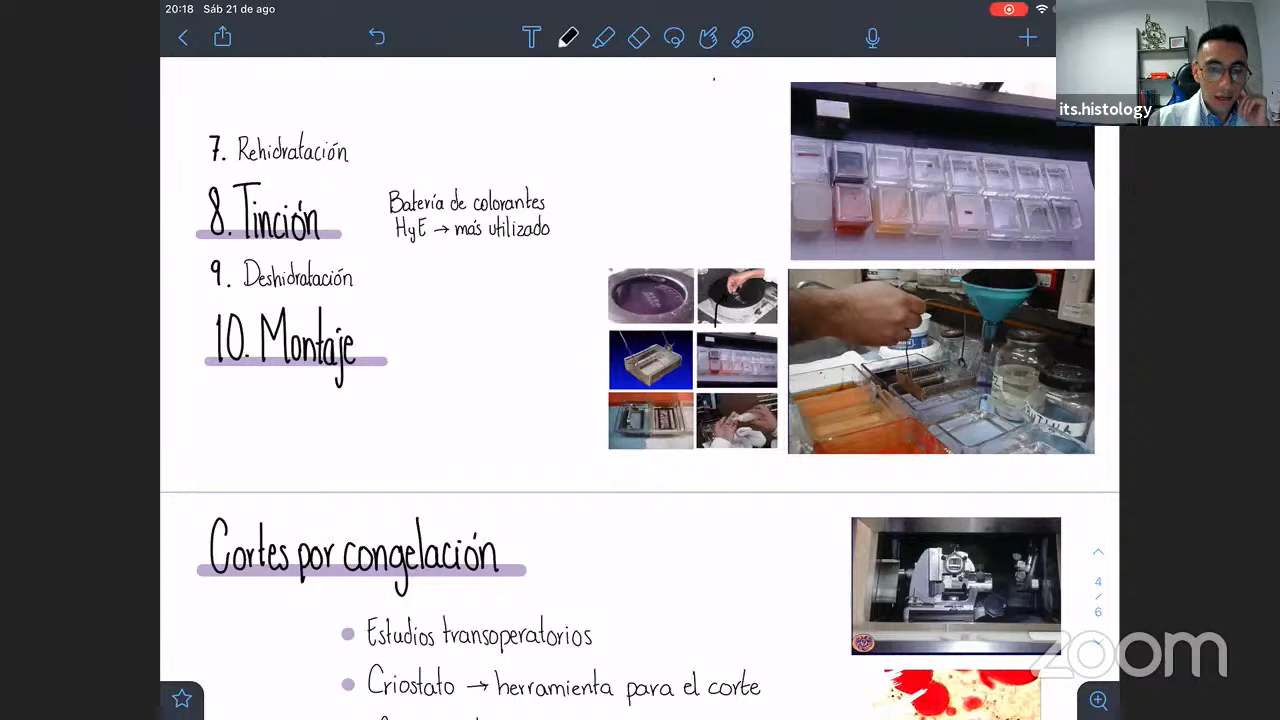 20:18 Sáb 21 de ago
its.histology
7. Rehidratación
8. Tinción
Batería de colorantes
HyE → más utilizado
9. Deshidratación
10. Montaje
Cortes por congelación
Estudios transoperatorios
Criostato → herramienta para el corte
4
/
6
zoom